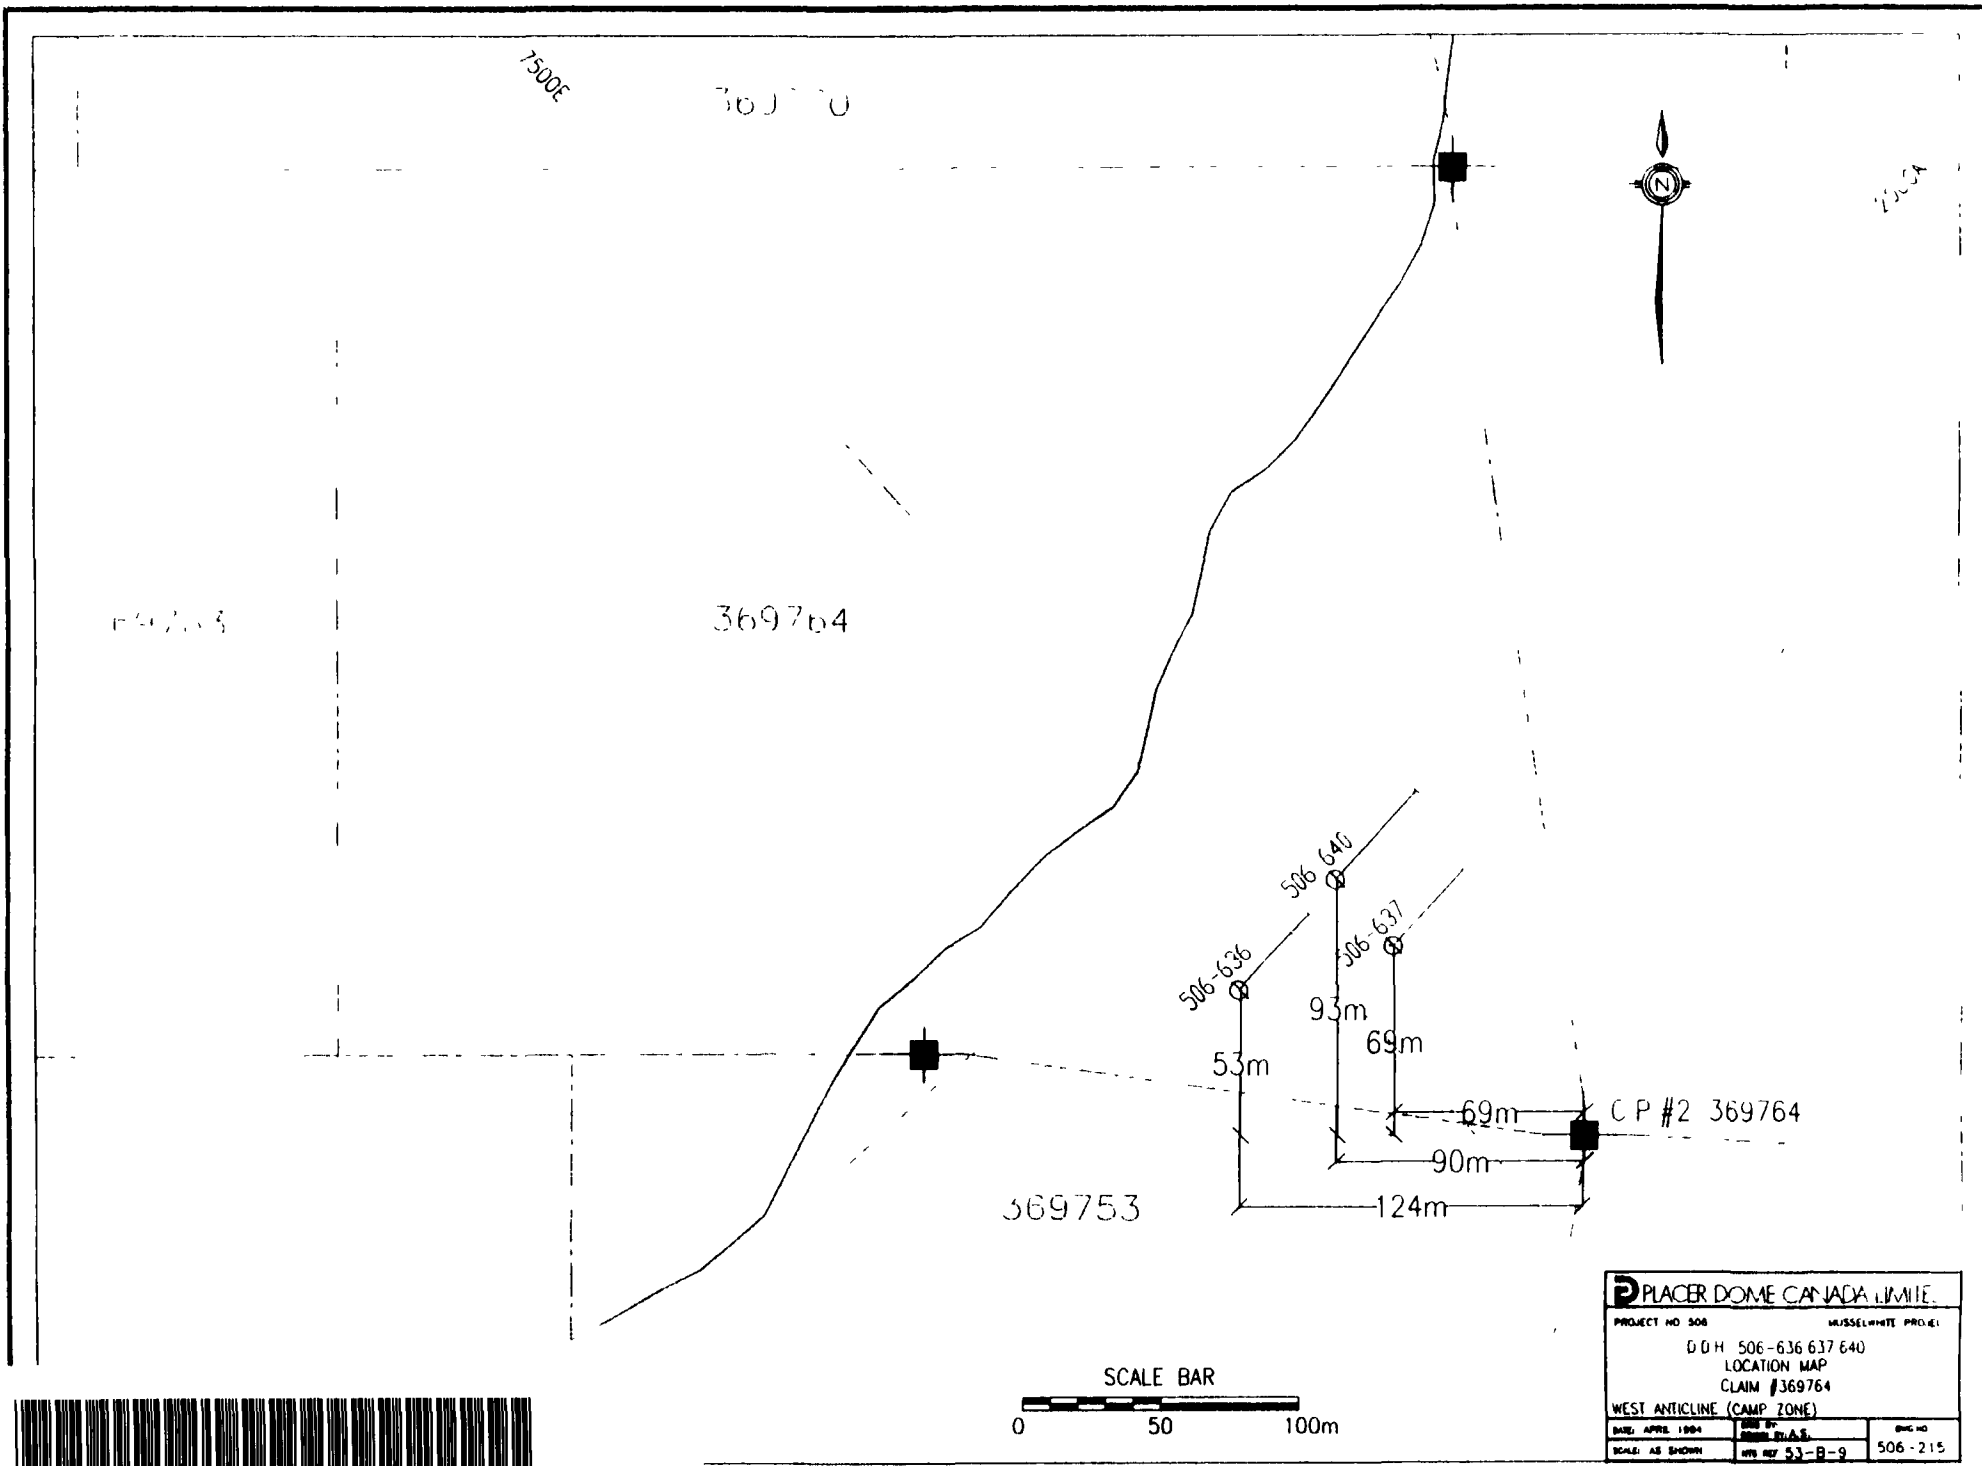 7500E
369764
506 640
506-637
506-636
93m
69m
53m
69m
C P #2 369764
90m
124m
369753
PLACER DOME CANADA
PROJECT NO 506
D D H 506-636 637 640
LOCATION MAP
CLAIM #369764
WEST ANTICLINE (CAMP ZONE)
DATE: APRIL 1994
SCALE: AS SHOWN
53-B-9
DWG NO
506-215
SCALE BAR
0 50 100m
N